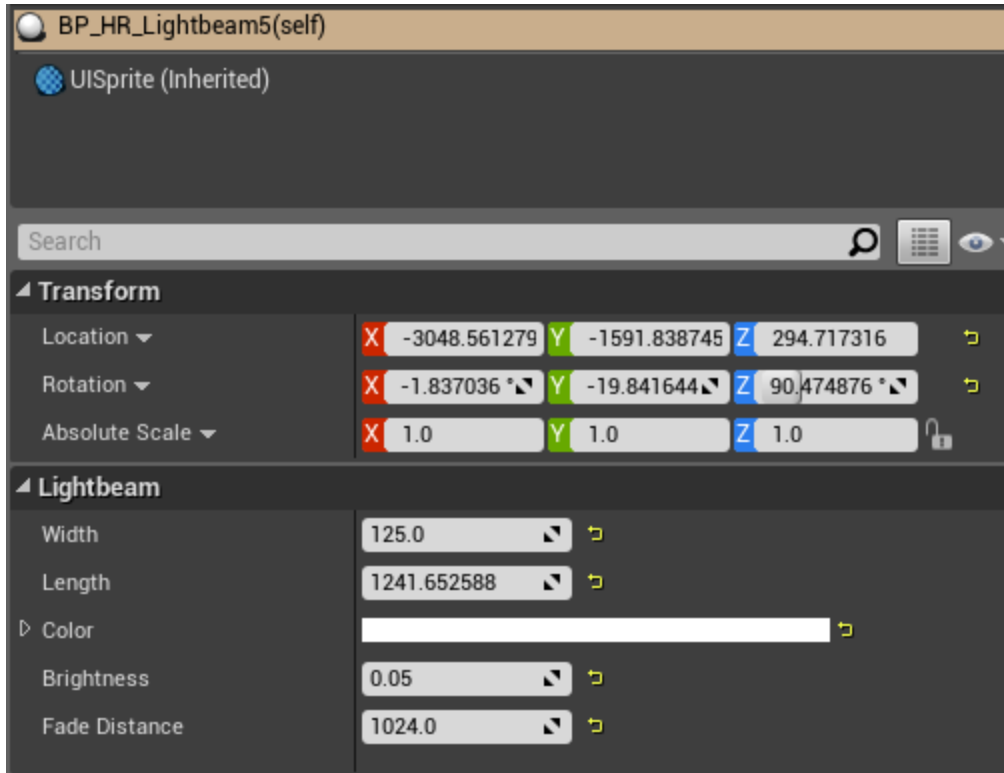 BP_HR_Lightbeam5(self)
UISprite (Inherited)
Search
Transform
Location X -3048.561279 Y -1591.838745 Z 294.717316
Rotation X -1.837036 ° Y -19.841644 Z 90.474876 °
Absolute Scale X 1.0 Y 1.0 Z 1.0
Lightbeam
Width 125.0
Length 1241.652588
Color
Brightness 0.05
Fade Distance 1024.0